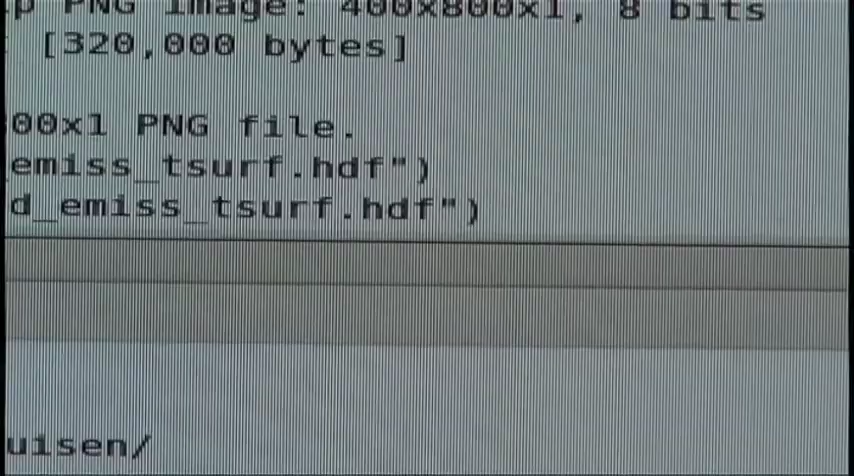 p PNG image: 400x800x1, 8 bits
[320,000 bytes]
00x1 PNG file.
emiss_tsurf.hdf")
d_emiss_tsurf.hdf")
uisen/